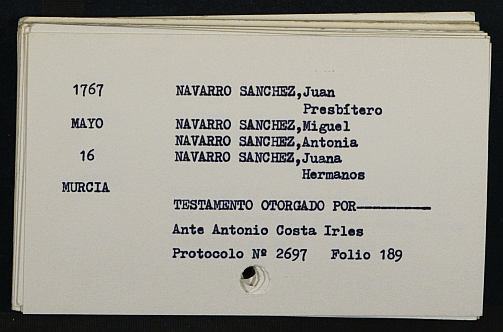 1767 NAVARRO SANCHEZ,Juan
Presbítero
MAYO NAVARRO SANCHEZ,Miguel
NAVARRO SANCHEZ,Antonia
16 NAVARRO SANCHEZ,Juana
Hermanos
MURCIA
TESTAMENTO OTORGADO POR—————
Ante Antonio Costa Irles
Protocolo Nº 2697 Folio 189